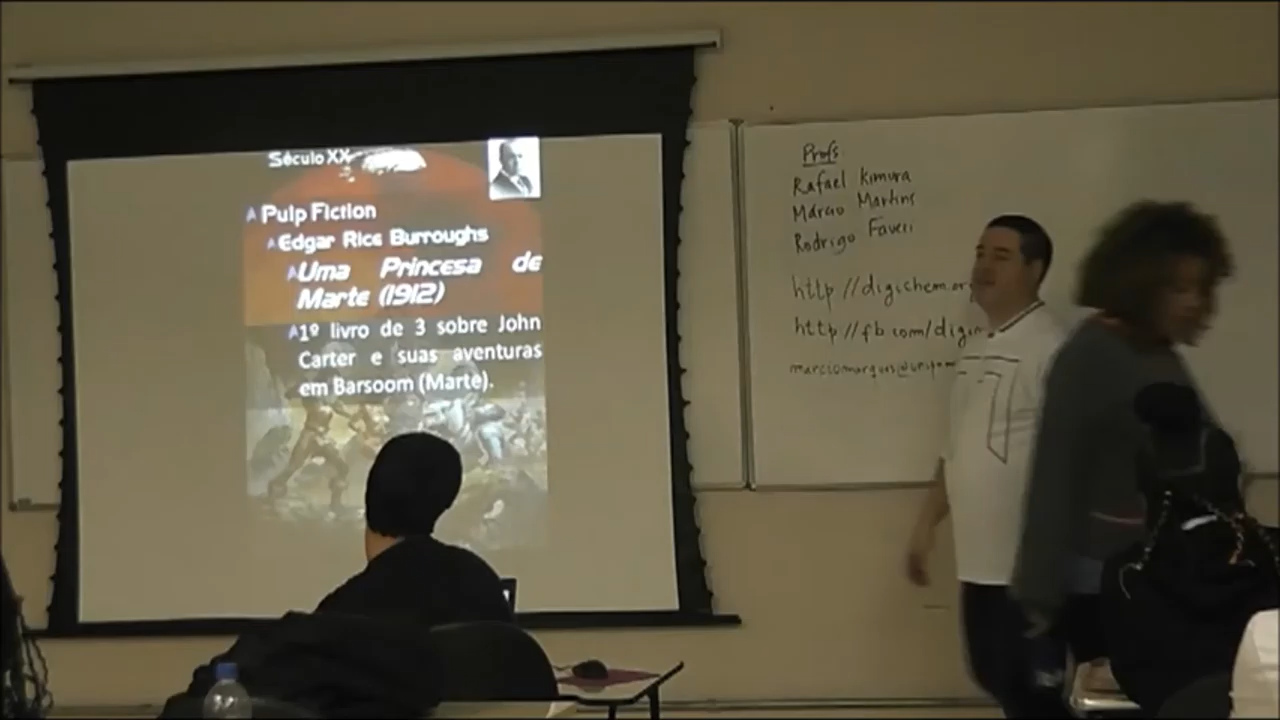 Século XX
Pulp Fiction
Edgar Rice Burroughs
Uma Princesa de
Marte (1912)
1º livro de 3 sobre John
Carter e suas aventuras
em Barsoom (Marte).
Profs
Rafael Kimura
Márcio Martins
Rodrigo
http://digichem.or
http://fb.com/digi